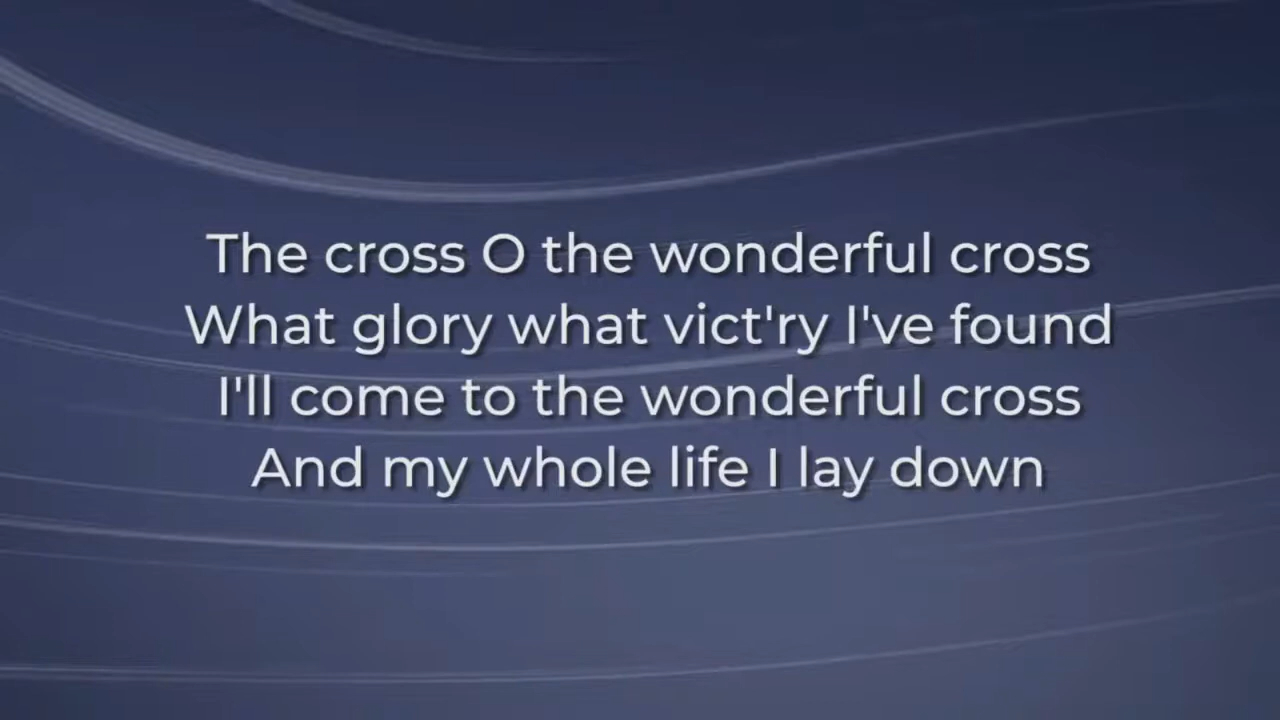 The cross O the wonderful cross
What glory what vict'ry I've found
I'll come to the wonderful cross
And my whole life I lay down